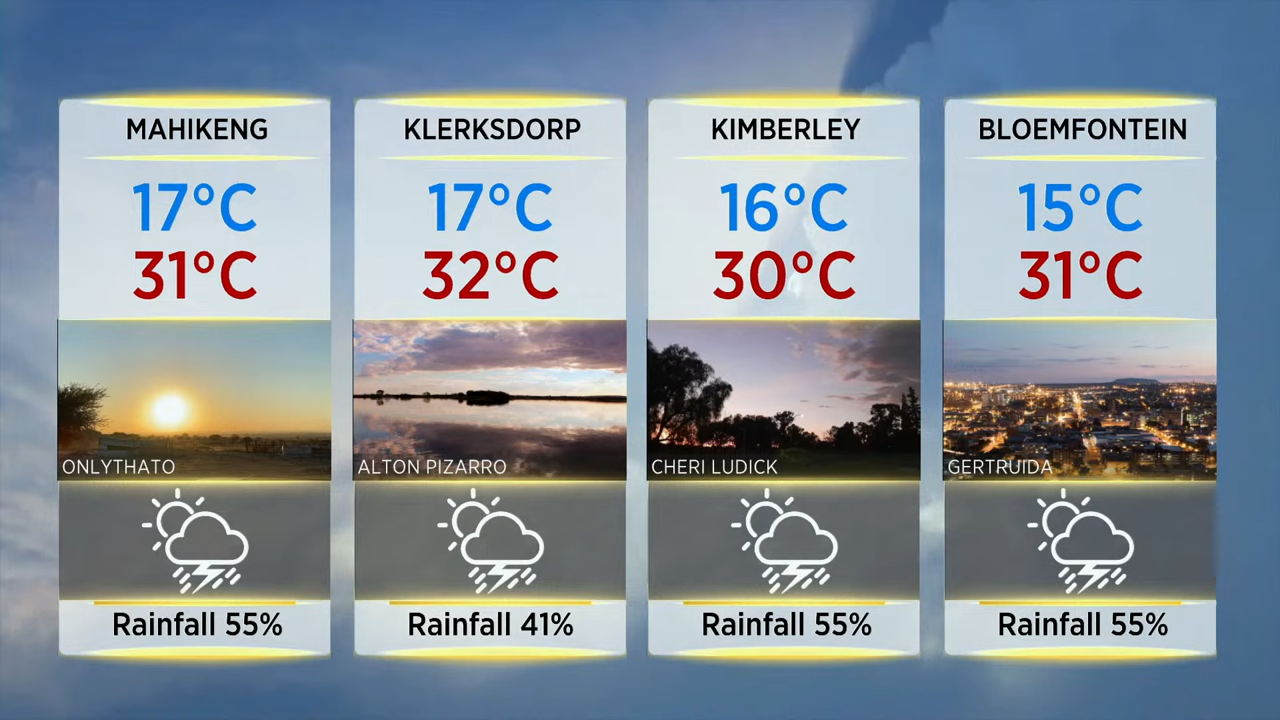 MAHIKENG
17°C
31°C
ONLYTHATO
Rainfall 55%
KLERKSDORP
17°C
32°C
ALTON PIZARRO
Rainfall 41%
KIMBERLEY
16°C
30°C
CHERI LUDICK
Rainfall 55%
BLOEMFONTEIN
15°C
31°C
GERTRUIDA
Rainfall 55%